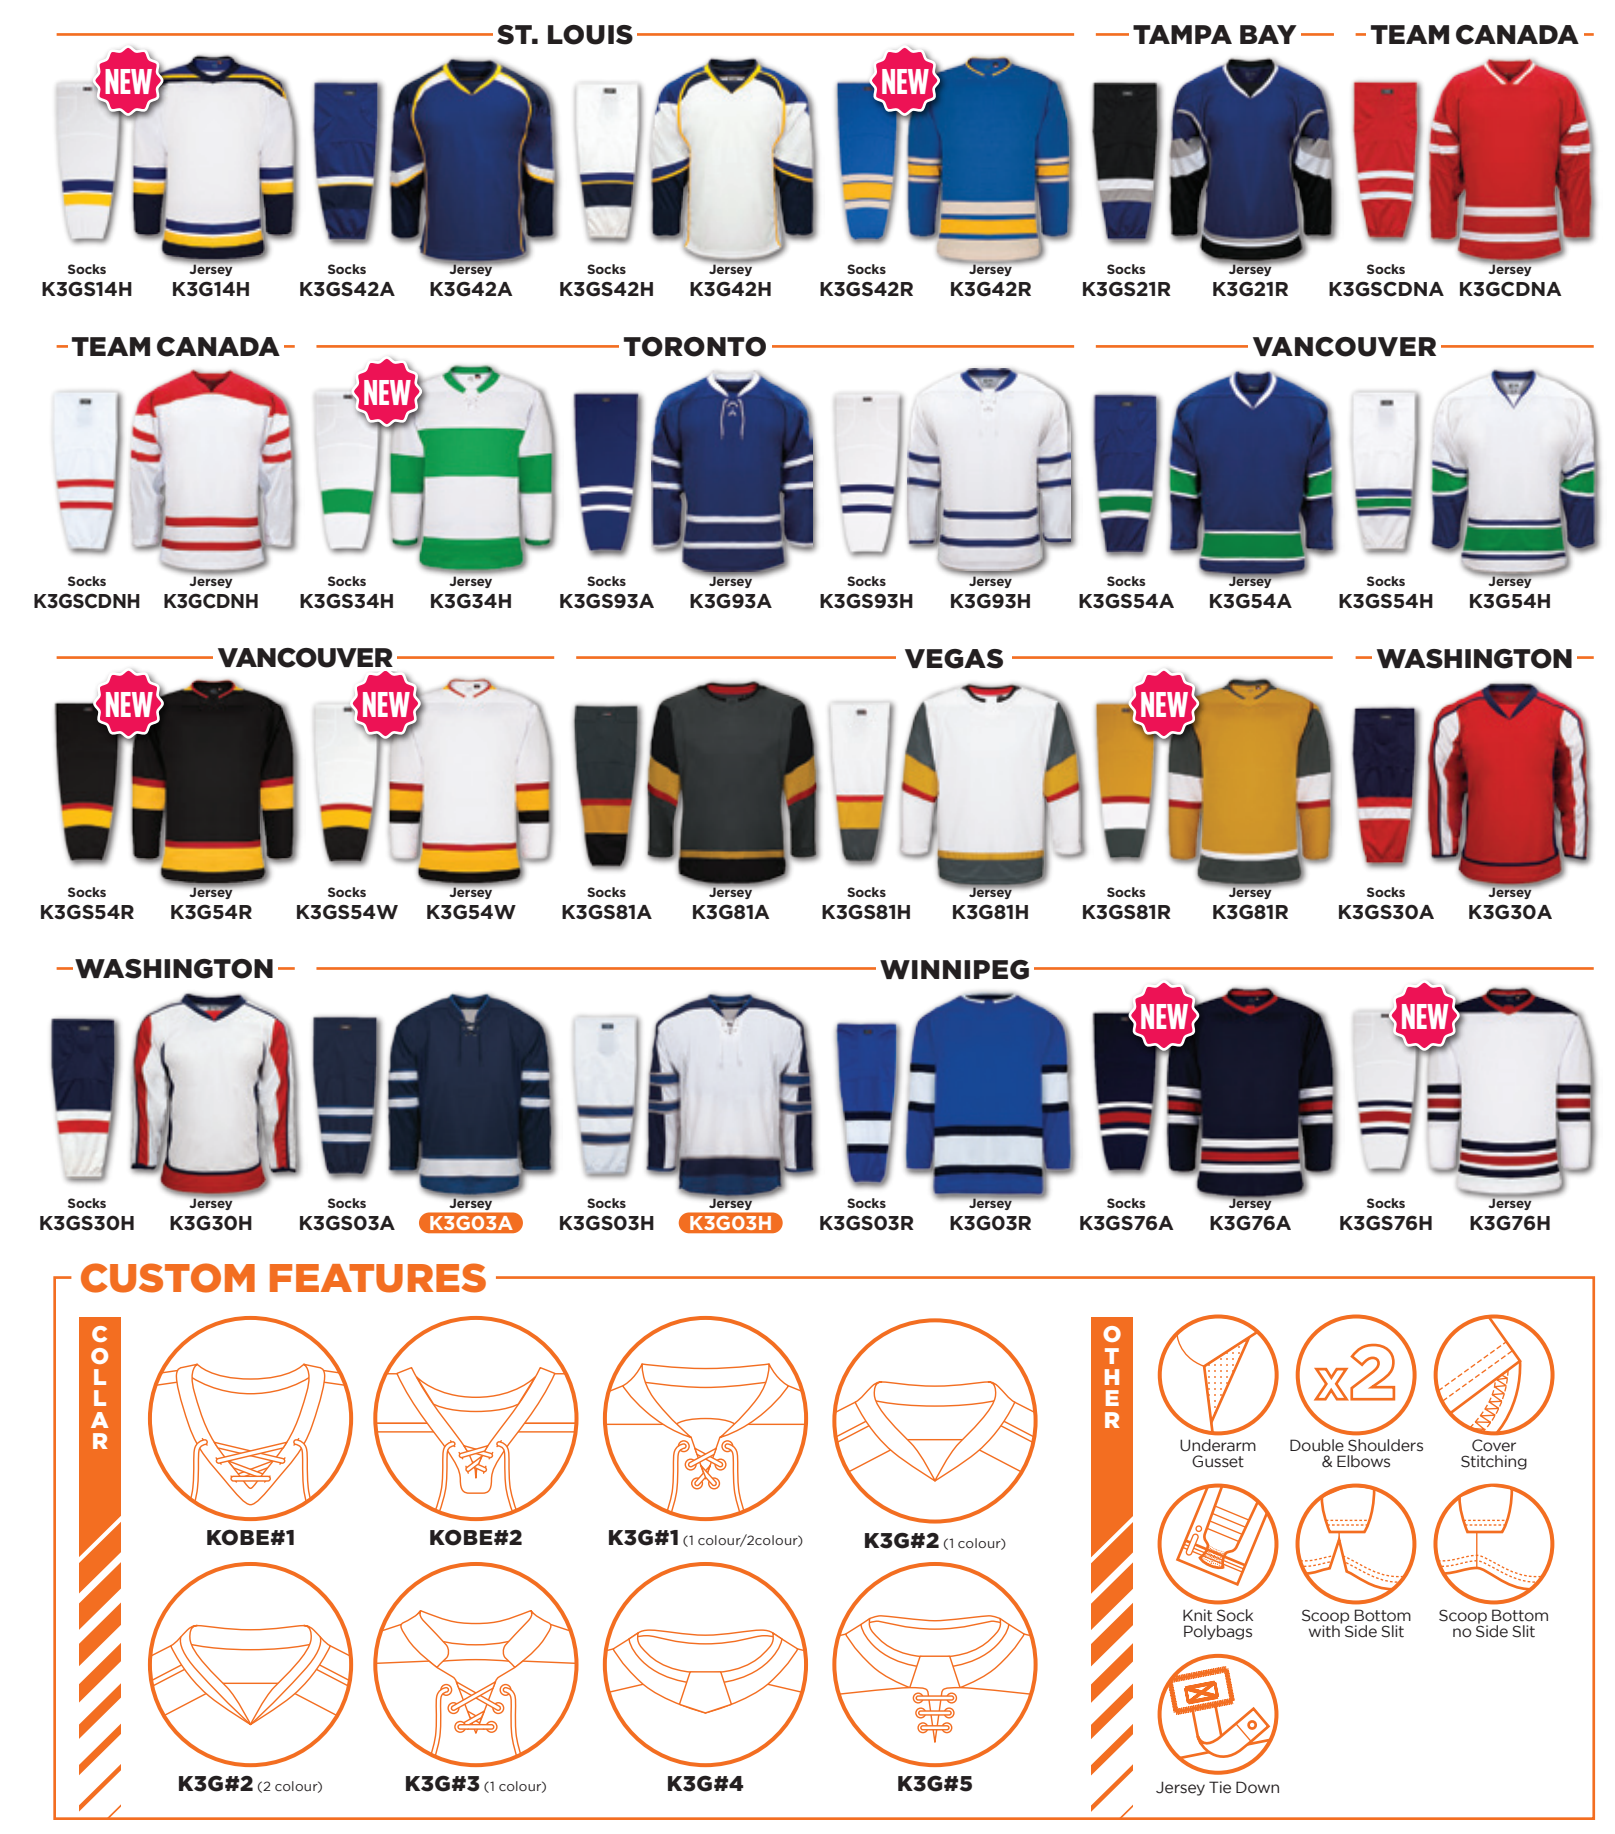 ST. LOUIS
TAMPA BAY
TEAM CANADA
NEW
NEW
Socks Jersey Socks Jersey Socks Jersey Socks Jersey Socks Jersey Socks Jersey
K3GS14H K3G14H K3GS42A K3G42A K3GS42H K3G42H K3GS42R K3G42R K3GS21R K3G21R K3GSCDNA K3GCDNA
TEAM CANADA
TORONTO
VANCOUVER
NEW
Socks Jersey Socks Jersey Socks Jersey Socks Jersey Socks Jersey Socks Jersey
K3GSCDNH K3GCDNH K3GS34H K3G34H K3GS93A K3G93A K3GS93H K3G93H K3GS54A K3G54A K3GS54H K3G54H
VANCOUVER
VEGAS
WASHINGTON
NEW
NEW
NEW
Socks Jersey Socks Jersey Socks Jersey Socks Jersey Socks Jersey Socks Jersey
K3GS54R K3G54R K3GS54W K3G54W K3GS81A K3G81A K3GS81H K3G81H K3GS81R K3G81R K3GS30A K3G30A
WASHINGTON
WINNIPEG
NEW
NEW
Socks Jersey Socks Jersey Socks Jersey Socks Jersey Socks Jersey Socks Jersey
K3GS30H K3G30H K3GS03A K3G03A K3GS03H K3G03H K3GS03R K3G03R K3GS76A K3G76A K3GS76H K3G76H
CUSTOM FEATURES
COLLAR
KOBE#1
KOBE#2
K3G#1 (1 colour/2colour)
K3G#2 (1 colour)
K3G#2 (2 colour)
K3G#3 (1 colour)
K3G#4
K3G#5
OTHER
x2
Underarm
Gusset
Double Shoulders
& Elbows
Cover
Stitching
Knit Sock
Polybags
Scoop Bottom
with Side Slit
Scoop Bottom
no Side Slit
Jersey Tie Down